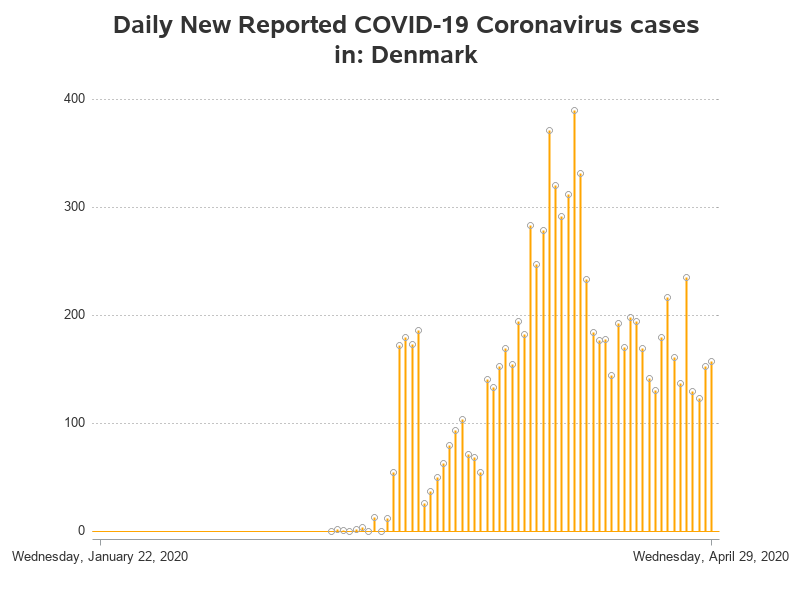 Daily New Reported COVID-19 Coronavirus cases
in: Denmark
400
300
200
100
0
Wednesday, January 22, 2020
Wednesday, April 29, 2020